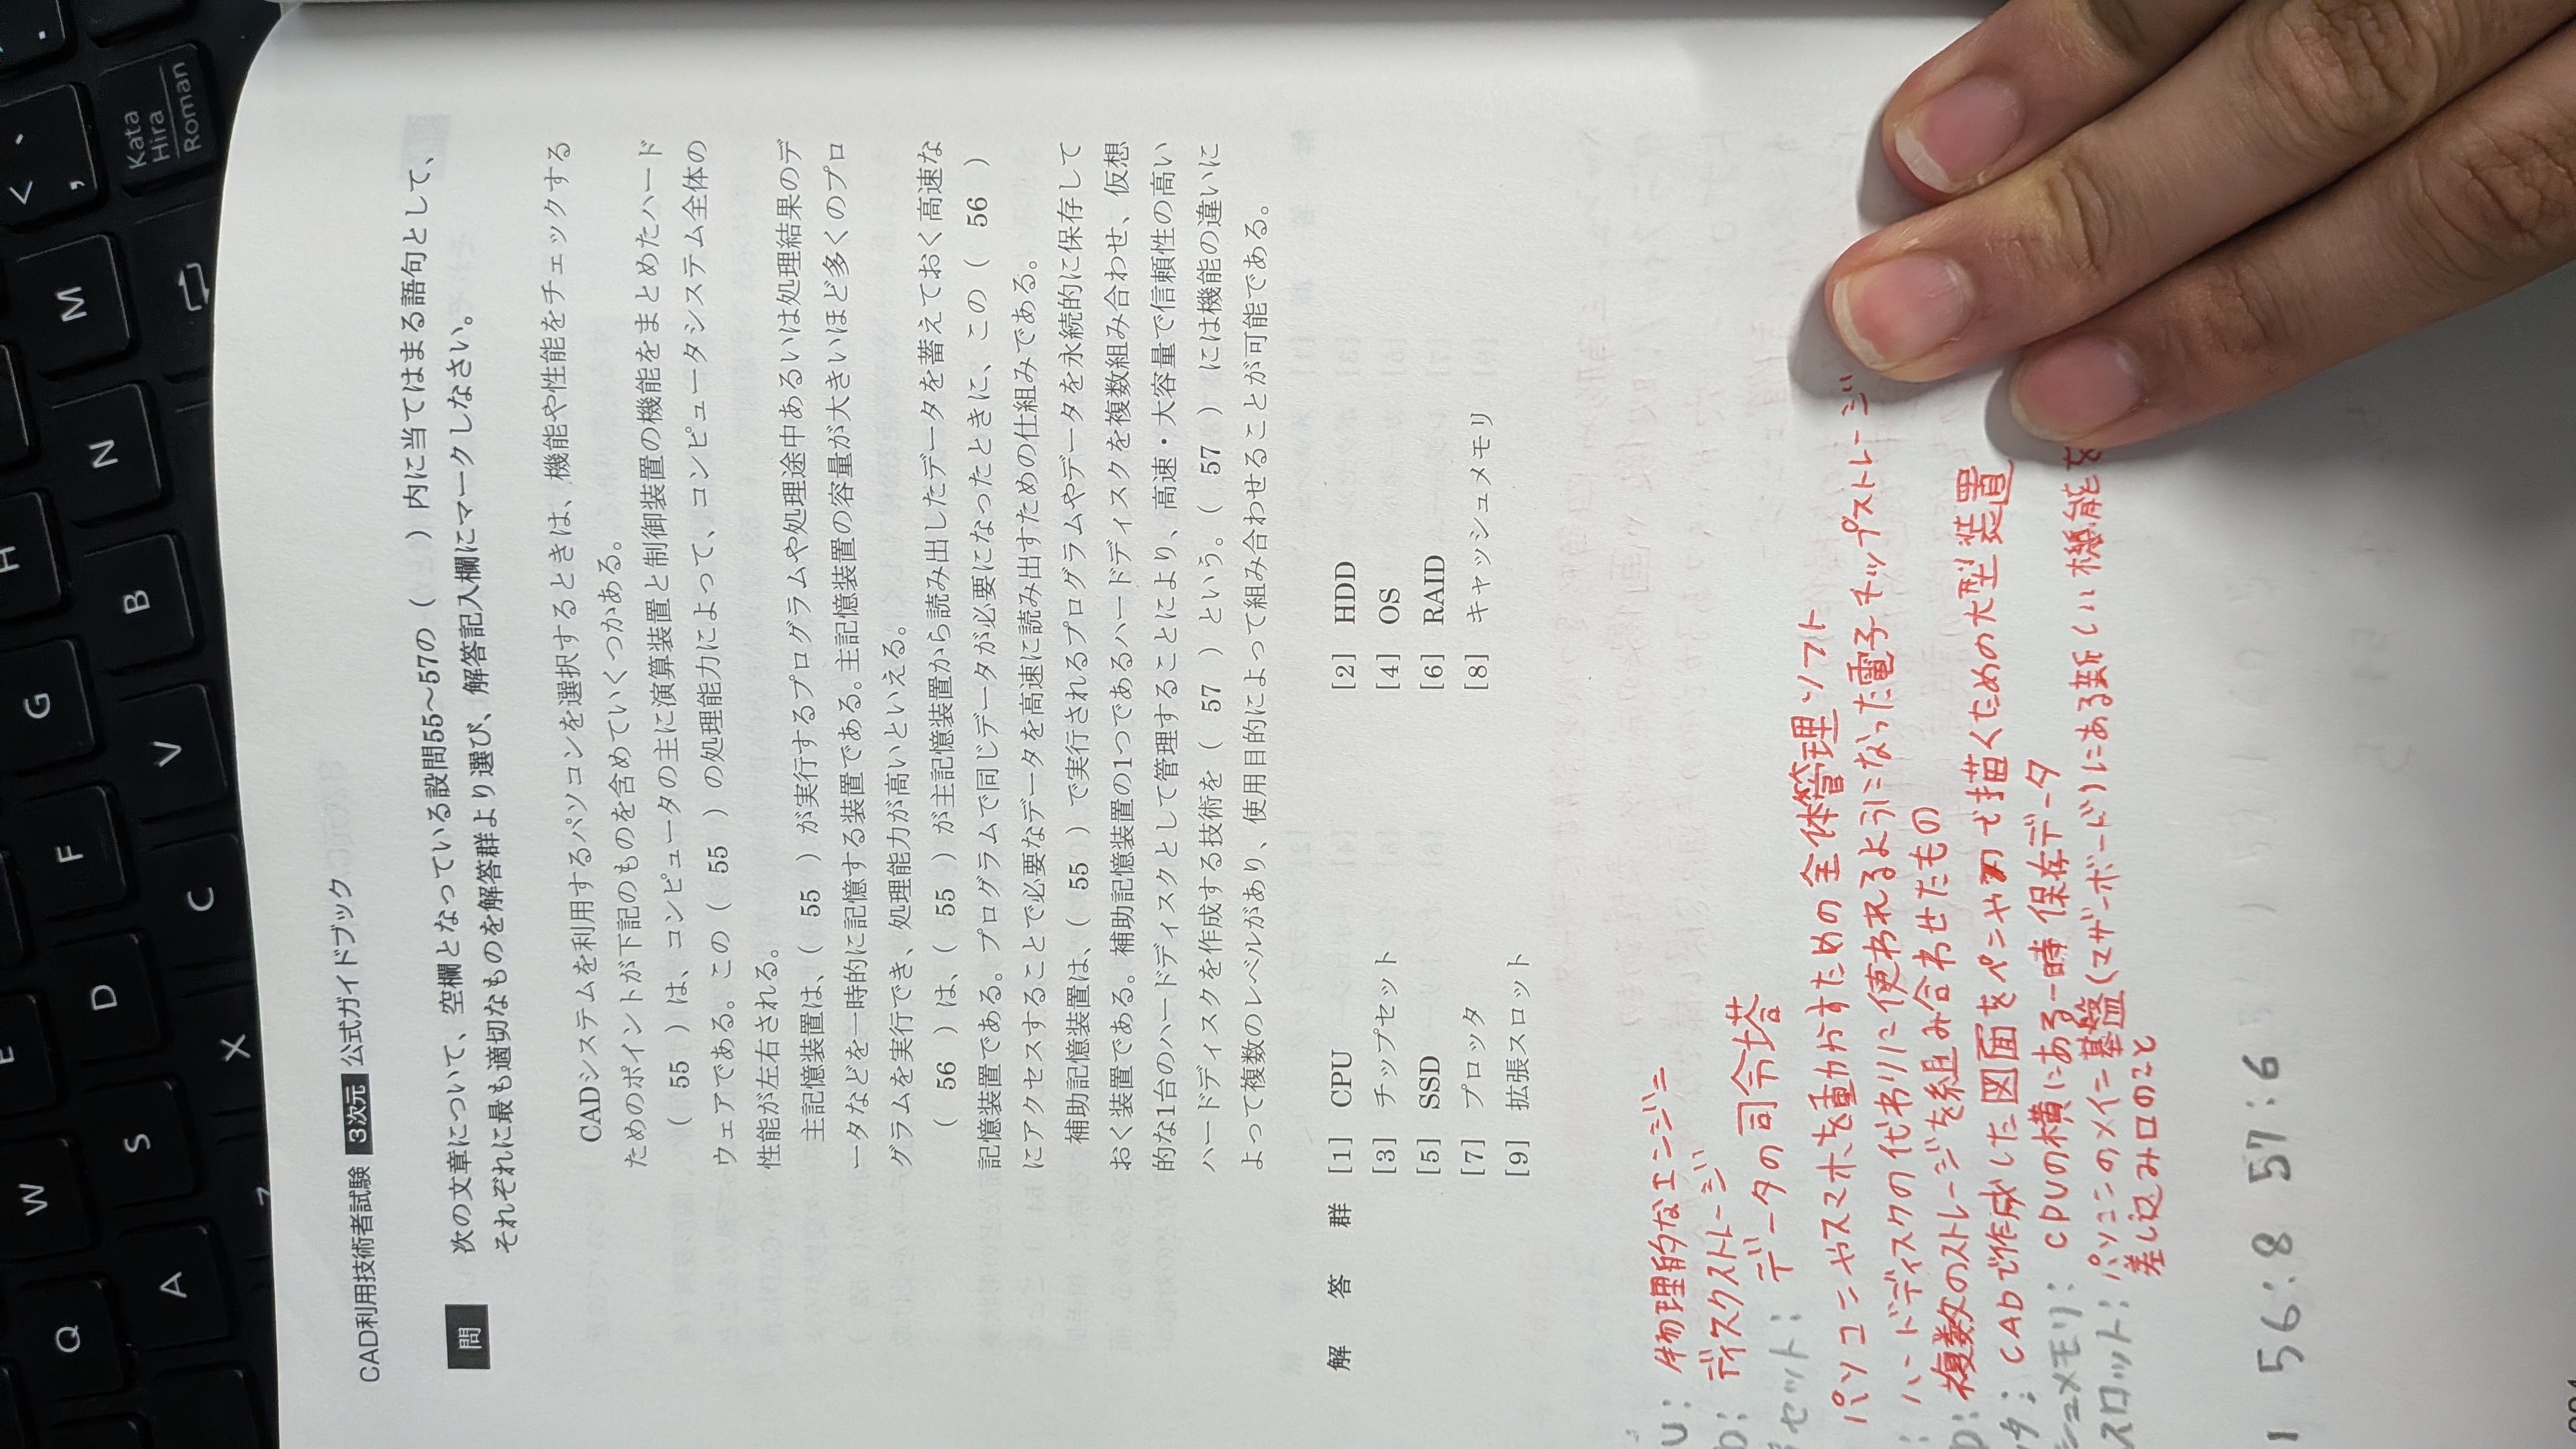 CAD利用技術者試験 3次元 公式ガイドブック
問 次の文章について、空欄となっている設問55～57の（　）内に当てはまる語句として、
それぞれに最も適切なものを解答群より選び、解答記入欄にマークしなさい。
CADシステムを利用するパソコンを選択するときは、機能や性能をチェックする
ためのポイントが下記のものを含めていくつかある。
（ 55 ）は、コンピュータの主に演算装置と制御装置の機能をまとめたハード
ウェアである。この（ 55 ）の処理能力によって、コンピュータシステム全体の
性能が左右される。
主記憶装置は、（ 55 ）が実行するプログラムや処理途中あるいは処理結果のデ
ータなどを一時的に記憶する装置である。主記憶装置の容量が大きいほど多くのプロ
グラムを実行でき、処理能力が高いといえる。
（ 56 ）は、（ 55 ）が主記憶装置から読み出したデータを蓄えておく高速な
記憶装置である。プログラムで同じデータが必要になったときに、この（ 56 ）
にアクセスすることで必要なデータを高速に読み出すための仕組みである。
補助記憶装置は、（ 55 ）で実行されるプログラムやデータを永続的に保存して
おく装置である。補助記憶装置の1つであるハードディスクを複数組み合わせ、仮想
的な1台のハードディスクとして管理することにより、高速・大容量で信頼性の高い
ハードディスクを作成する技術を（ 57 ）という。（ 57 ）には機能の違いに
よって複数のレベルがあり、使用目的によって組み合わせることが可能である。
解 答 群 [1] CPU [2] HDD
[3] チップセット [4] OS
[5] SSD [6] RAID
[7] プロッタ [8] キャッシュメモリ
[9] 拡張スロット
U： 物理的なエンジン
D： ディスクストレージ
セット： データの司令塔
パソコンやスマホを動かすための全体管理ソフト
： ハードディスクの代わりに使われるようになった電子チップストレージ
D： 複数のストレージを組み合わせたもの
タ： CADで作成した図面をペンや で描くための大型装置
シュメモリ： CPUの横にある一時保存データ
スロット： パソコンのメイン基盤(マザーボード)にある新しい機能を
差し込み口のこと
1 56：8 57：6